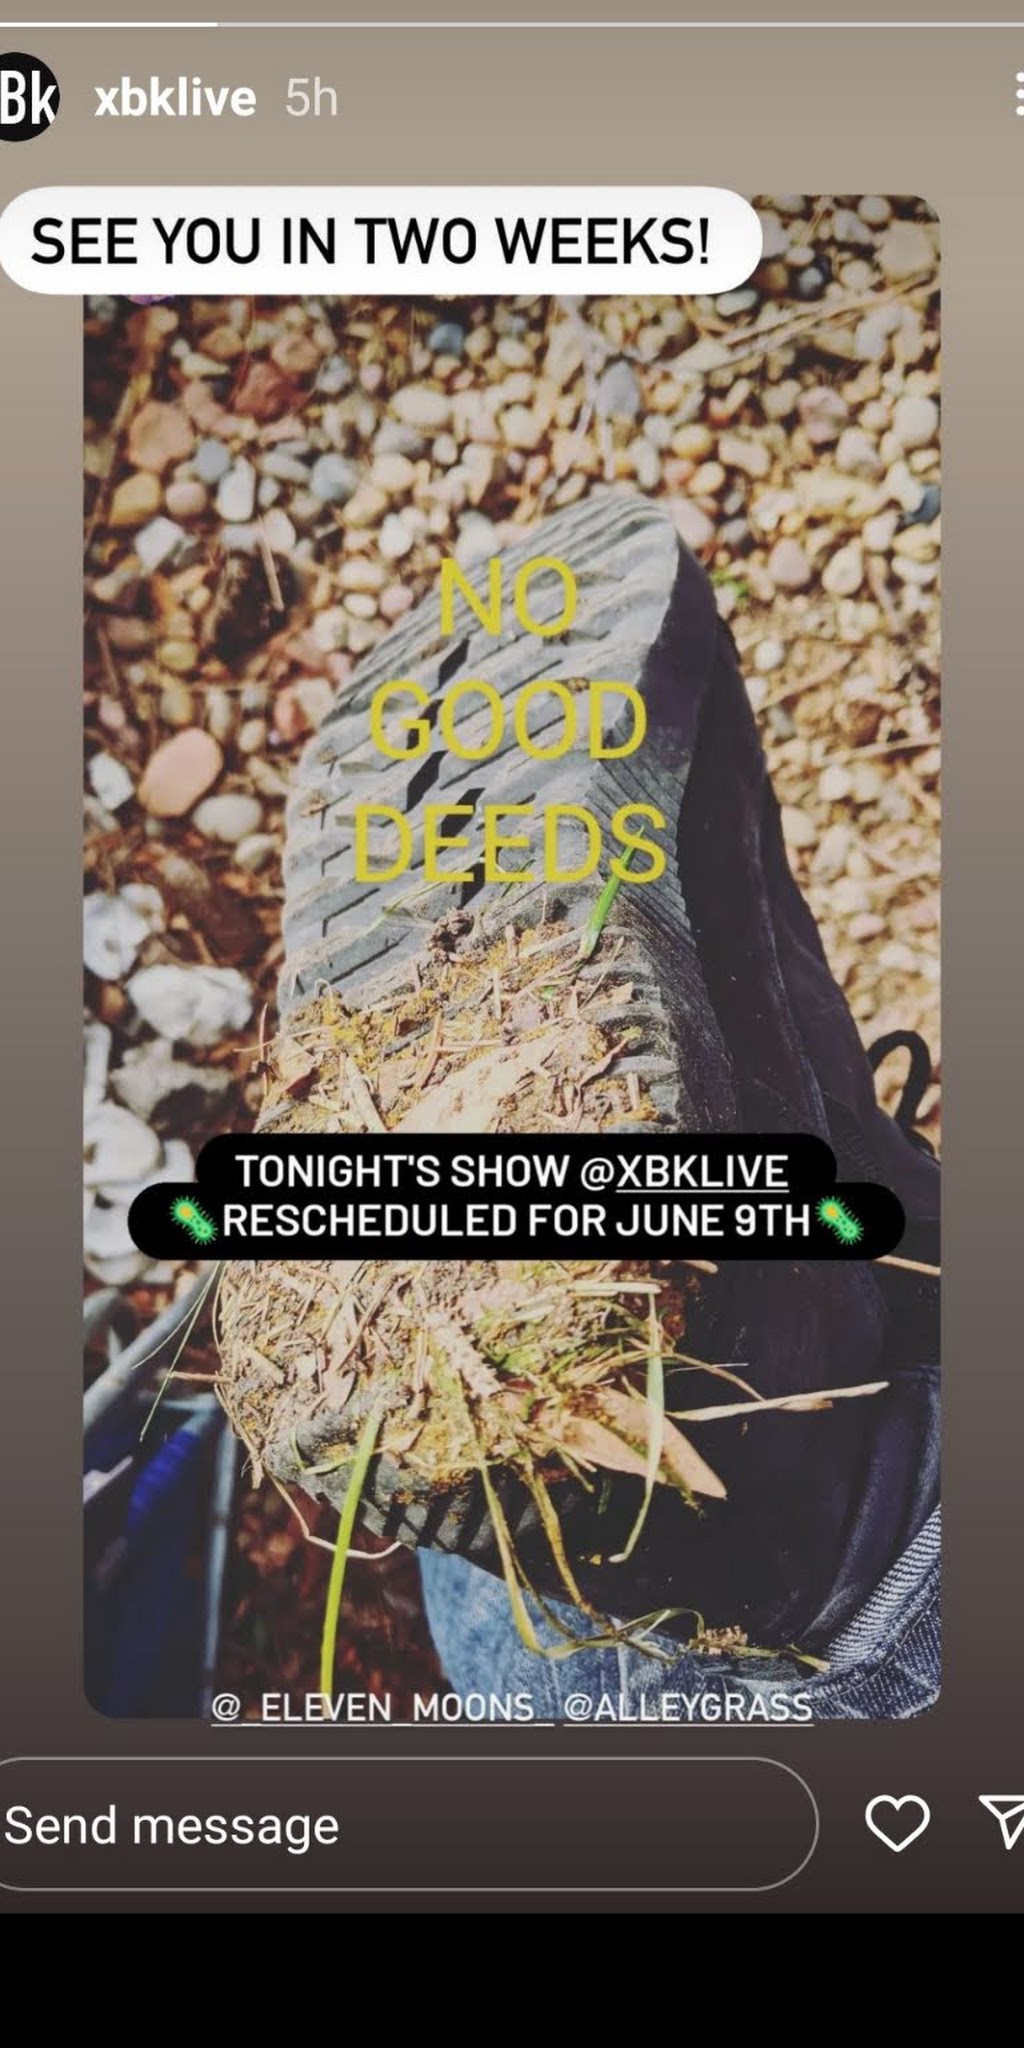 Bk
xbklive 5h
SEE YOU IN TWO WEEKS!
NO
GOOD
DEEDS
TONIGHT'S SHOW @XBKLIVE
🦠RESCHEDULED FOR JUNE 9TH🦠
@_ELEVEN_MOONS_ @ALLEYGRASS
Send message